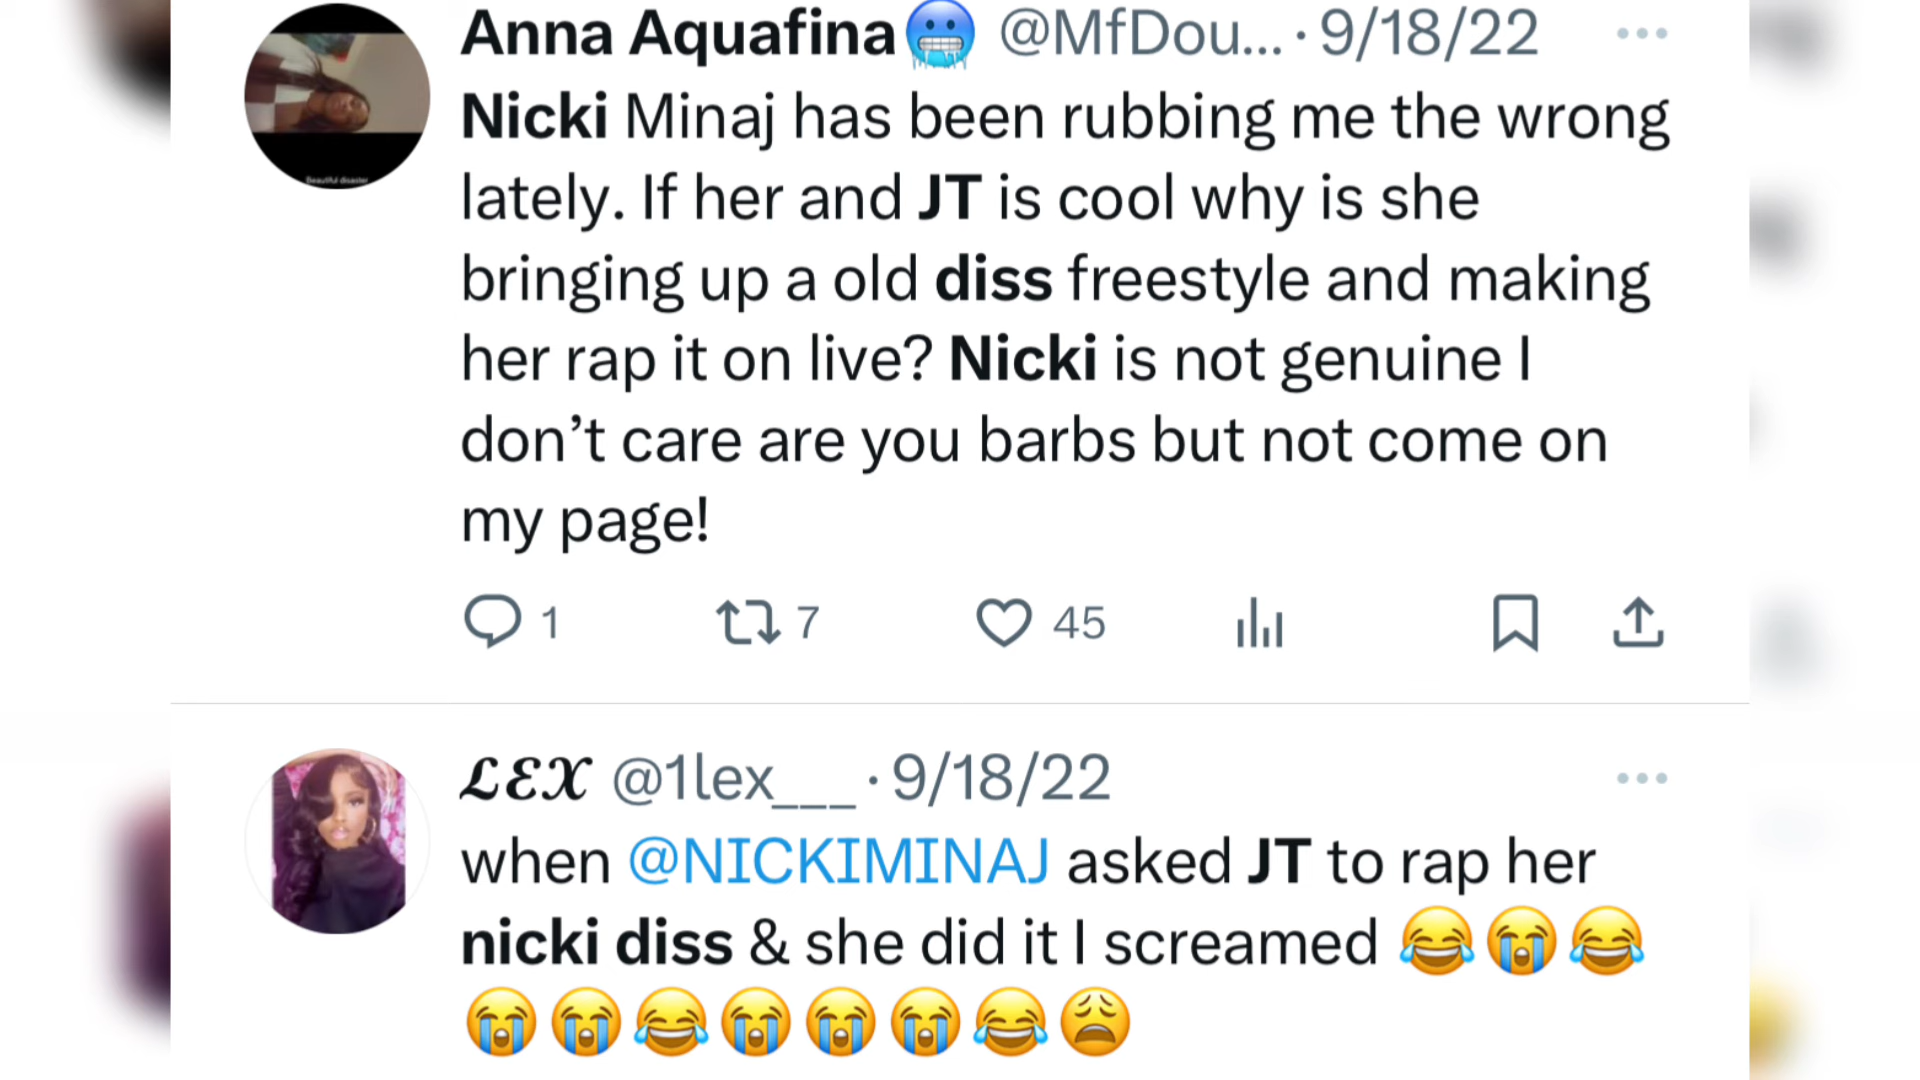 Anna Aquafina🥶 @MfDou... · 9/18/22
Nicki Minaj has been rubbing me the wrong
lately. If her and JT is cool why is she
bringing up a old diss freestyle and making
her rap it on live? Nicki is not genuine I
don’t care are you barbs but not come on
my page!
1 7 45
Beautiful disaster
ℒℰ𝒳 @1lex___ · 9/18/22
when @NICKIMINAJ asked JT to rap her
nicki diss & she did it I screamed 😂😭😂
😭😭😂😭😭😭😂😩